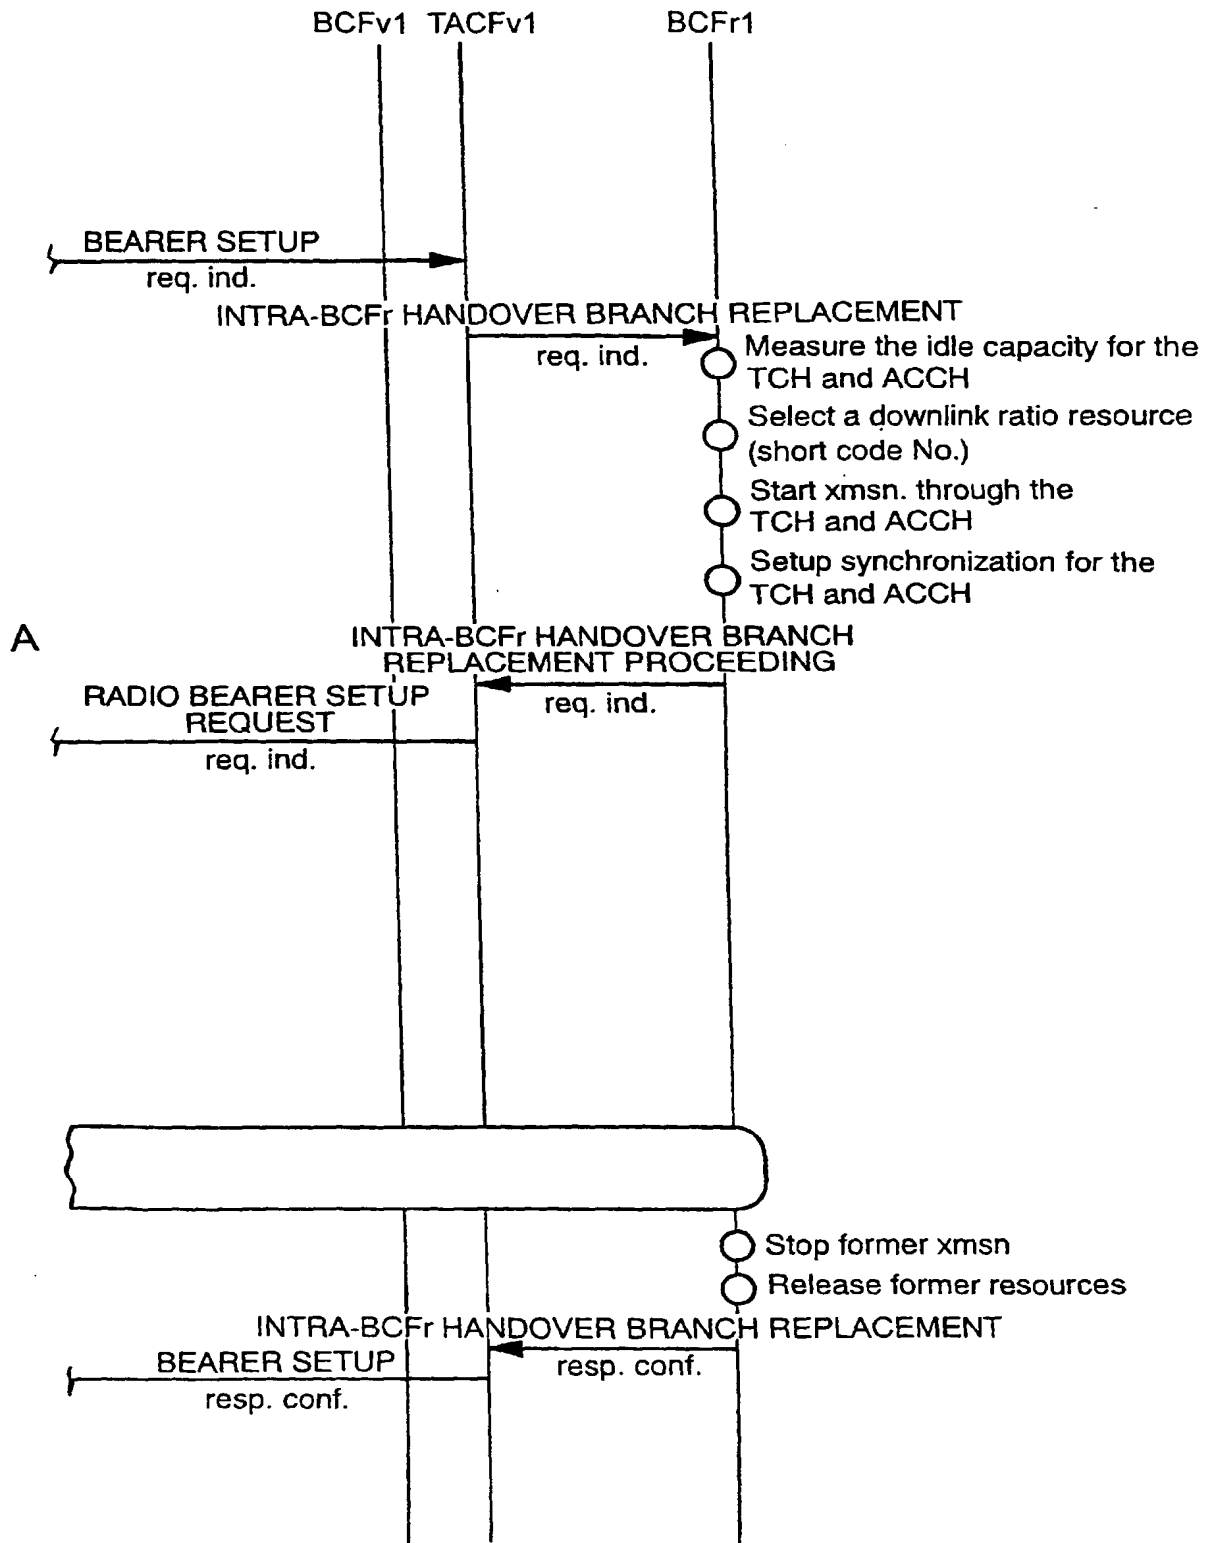 BCFv1 TACFv1 BCFr1
BEARER SETUP
req. ind.
INTRA-BCFr HANDOVER BRANCH REPLACEMENT
req. ind.
Measure the idle capacity for the
TCH and ACCH
Select a downlink ratio resource
(short code No.)
Start xmsn. through the
TCH and ACCH
Setup synchronization for the
TCH and ACCH
A
INTRA-BCFr HANDOVER BRANCH
REPLACEMENT PROCEEDING
req. ind.
RADIO BEARER SETUP
REQUEST
req. ind.
Stop former xmsn
Release former resources
INTRA-BCFr HANDOVER BRANCH REPLACEMENT
resp. conf.
BEARER SETUP
resp. conf.